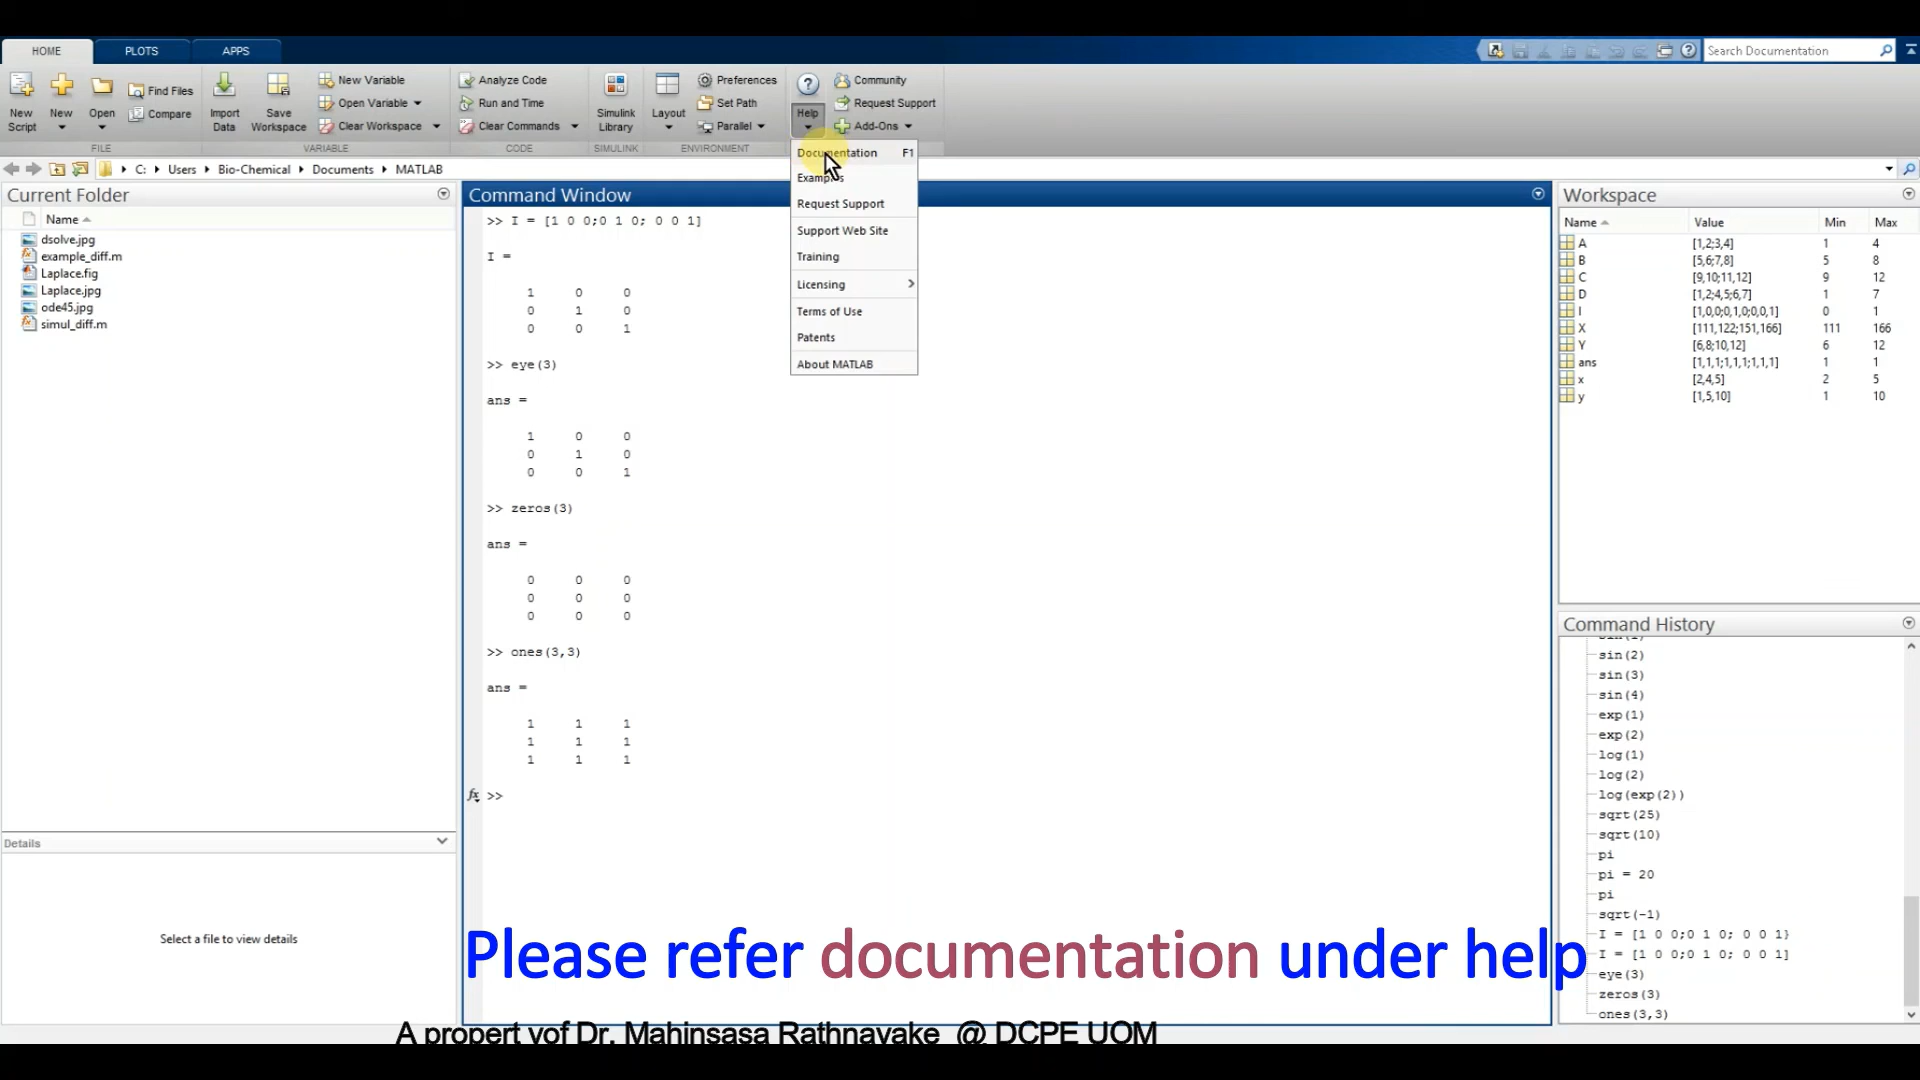 HOME PLOTS APPS
Search Documentation
New Script
New
Open
Find Files
Compare
FILE
Import Data
Save Workspace
New Variable
Open Variable
Clear Workspace
VARIABLE
Analyze Code
Run and Time
Clear Commands
CODE
Simulink Library
SIMULINK
Layout
Preferences
Set Path
Parallel
ENVIRONMENT
Help
Community
Request Support
Add-Ons
C: Users Bio-Chemical Documents MATLAB
Documentation F1
Examples
Request Support
Support Web Site
Training
Licensing
Terms of Use
Patents
About MATLAB
Current Folder
Name
dsolve.jpg
example_diff.m
Laplace.fig
Laplace.jpg
ode45.jpg
simul_diff.m
Details
Select a file to view details
Command Window
>> I = [1 0 0;0 1 0; 0 0 1]
I =
1 0 0
0 1 0
0 0 1
>> eye(3)
ans =
1 0 0
0 1 0
0 0 1
>> zeros(3)
ans =
0 0 0
0 0 0
0 0 0
>> ones(3,3)
ans =
1 1 1
1 1 1
1 1 1
fx >>
Workspace
Name Value Min Max
A [1,2;3,4] 1 4
B [5,6;7,8] 5 8
C [9,10;11,12] 9 12
D [1,2;4,5;6,7] 1 7
I [1,0,0;0,1,0;0,0,1] 0 1
X [111,122;151,166] 111 166
Y [6,8;10,12] 6 12
ans [1,1,1;1,1,1;1,1,1] 1 1
x [2,4,5] 2 5
y [1,5,10] 1 10
Command History
sin(2)
sin(3)
sin(4)
exp(1)
exp(2)
log(1)
log(2)
log(exp(2))
sqrt(25)
sqrt(10)
pi
pi = 20
pi
sqrt(-1)
I = [1 0 0;0 1 0; 0 0 1}
I = [1 0 0;0 1 0; 0 0 1]
eye(3)
zeros(3)
ones(3,3)
Please refer documentation under help
A propert yof Dr. Mahinsasa Rathnayake @ DCPE UOM